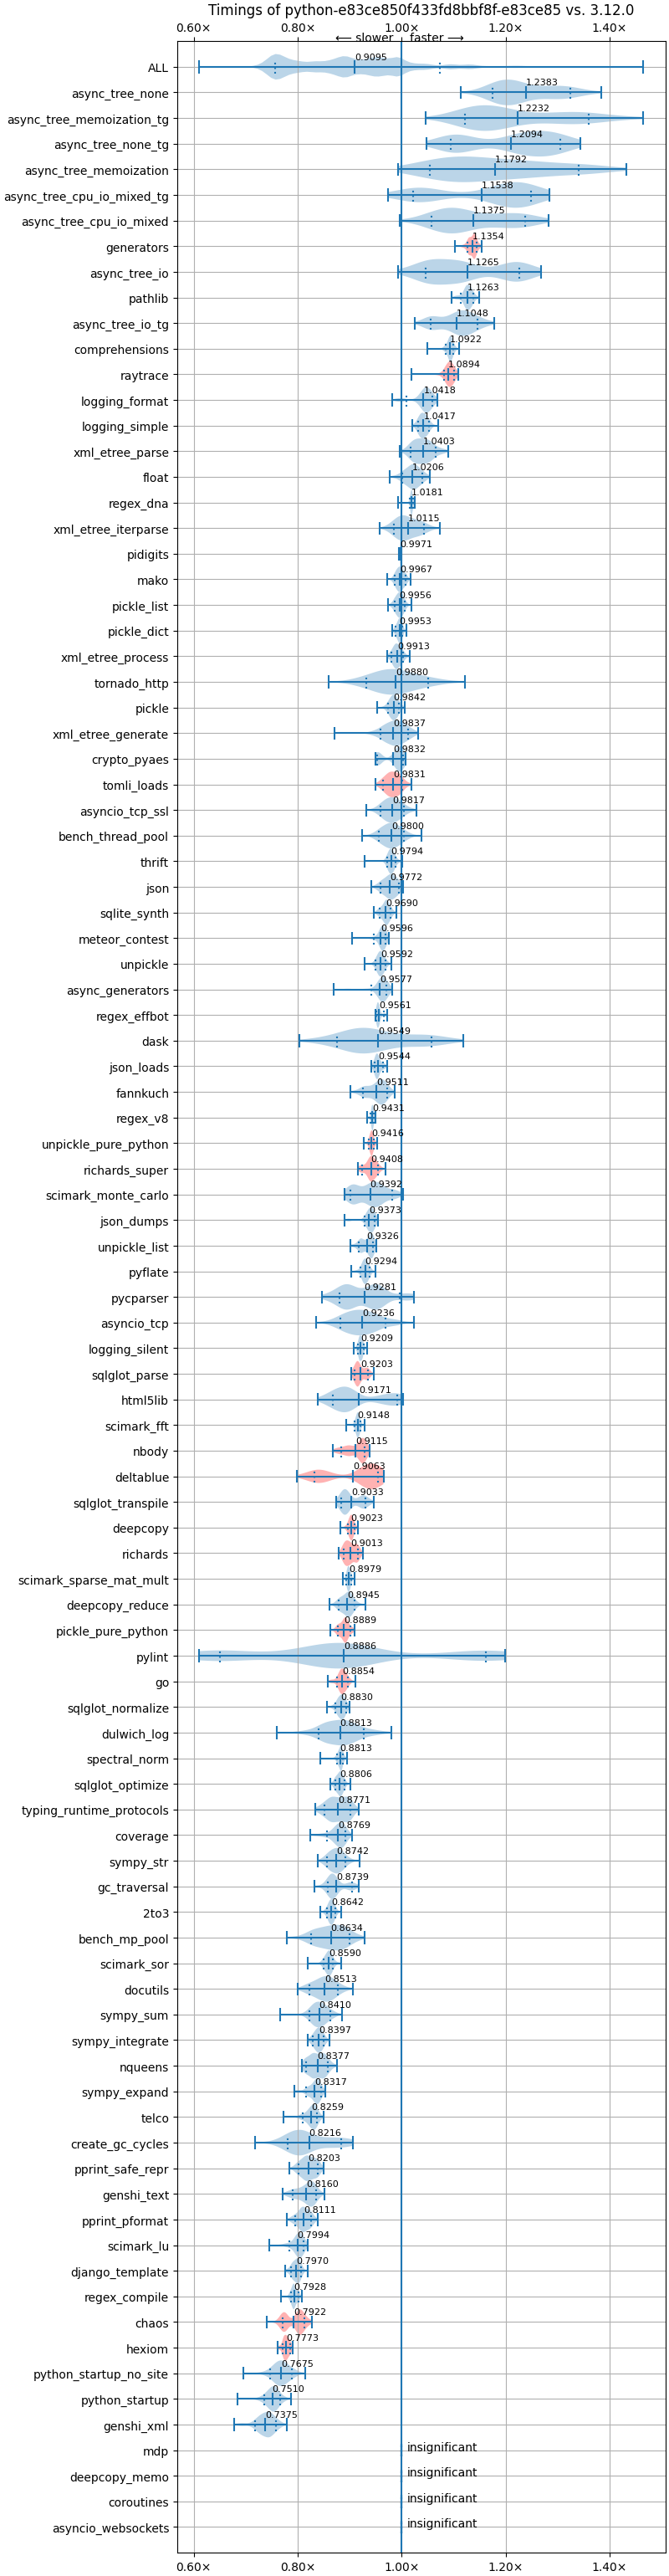 Timings of python-e83ce850f433fd8bbf8f-e83ce85 vs. 3.12.0
0.60× 0.80× 1.00× 1.20× 1.40×
⟵ slower faster ⟶
ALL 0.9095
async_tree_none 1.2383
async_tree_memoization_tg 1.2232
async_tree_none_tg 1.2094
async_tree_memoization 1.1792
async_tree_cpu_io_mixed_tg 1.1538
async_tree_cpu_io_mixed 1.1375
generators 1.1354
async_tree_io 1.1265
pathlib 1.1263
async_tree_io_tg 1.1048
comprehensions 1.0922
raytrace 1.0894
logging_format 1.0418
logging_simple 1.0417
xml_etree_parse 1.0403
float 1.0206
regex_dna 1.0181
xml_etree_iterparse 1.0115
pidigits 0.9971
mako 0.9967
pickle_list 0.9956
pickle_dict 0.9953
xml_etree_process 0.9913
tornado_http 0.9880
pickle 0.9842
xml_etree_generate 0.9837
crypto_pyaes 0.9832
tomli_loads 0.9831
asyncio_tcp_ssl 0.9817
bench_thread_pool 0.9800
thrift 0.9794
json 0.9772
sqlite_synth 0.9690
meteor_contest 0.9596
unpickle 0.9592
async_generators 0.9577
regex_effbot 0.9561
dask 0.9549
json_loads 0.9544
fannkuch 0.9511
regex_v8 0.9431
unpickle_pure_python 0.9416
richards_super 0.9408
scimark_monte_carlo 0.9392
json_dumps 0.9373
unpickle_list 0.9326
pyflate 0.9294
pycparser 0.9281
asyncio_tcp 0.9236
logging_silent 0.9209
sqlglot_parse 0.9203
html5lib 0.9171
scimark_fft 0.9148
nbody 0.9115
deltablue 0.9063
sqlglot_transpile 0.9033
deepcopy 0.9023
richards 0.9013
scimark_sparse_mat_mult 0.8979
deepcopy_reduce 0.8945
pickle_pure_python 0.8889
pylint 0.8886
go 0.8854
sqlglot_normalize 0.8830
dulwich_log 0.8813
spectral_norm 0.8813
sqlglot_optimize 0.8806
typing_runtime_protocols 0.8771
coverage 0.8769
sympy_str 0.8742
gc_traversal 0.8739
2to3 0.8642
bench_mp_pool 0.8634
scimark_sor 0.8590
docutils 0.8513
sympy_sum 0.8410
sympy_integrate 0.8397
nqueens 0.8377
sympy_expand 0.8317
telco 0.8259
create_gc_cycles 0.8216
pprint_safe_repr 0.8203
genshi_text 0.8160
pprint_pformat 0.8111
scimark_lu 0.7994
django_template 0.7970
regex_compile 0.7928
chaos 0.7922
hexiom 0.7773
python_startup_no_site 0.7675
python_startup 0.7510
genshi_xml 0.7375
mdp insignificant
deepcopy_memo insignificant
coroutines insignificant
asyncio_websockets insignificant
0.60× 0.80× 1.00× 1.20× 1.40×